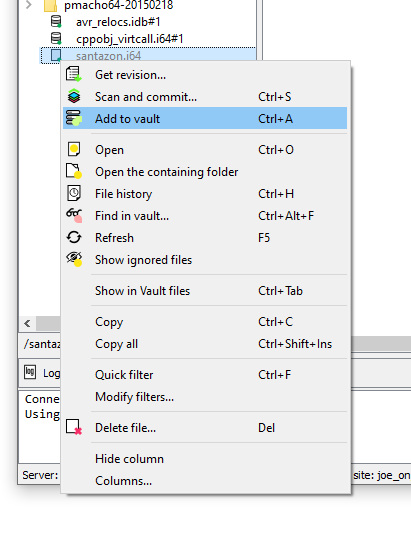 pmacho64-20150218
avr_relocs.idb#1
cppobj_virtcall.i64#1
santazon.i64
Get revision...
Scan and commit... Ctrl+S
Add to vault Ctrl+A
Open Ctrl+O
Open the containing folder
File history Ctrl+H
Find in vault... Ctrl+Alt+F
Refresh F5
Show ignored files
Show in Vault files Ctrl+Tab
Copy Ctrl+C
Copy all Ctrl+Shift+Ins
/santaz
Quick filter Ctrl+F
log Log
Modify filters...
Conne
Using
Delete file... Del
Hide column
Server: site: joe_on
Columns...